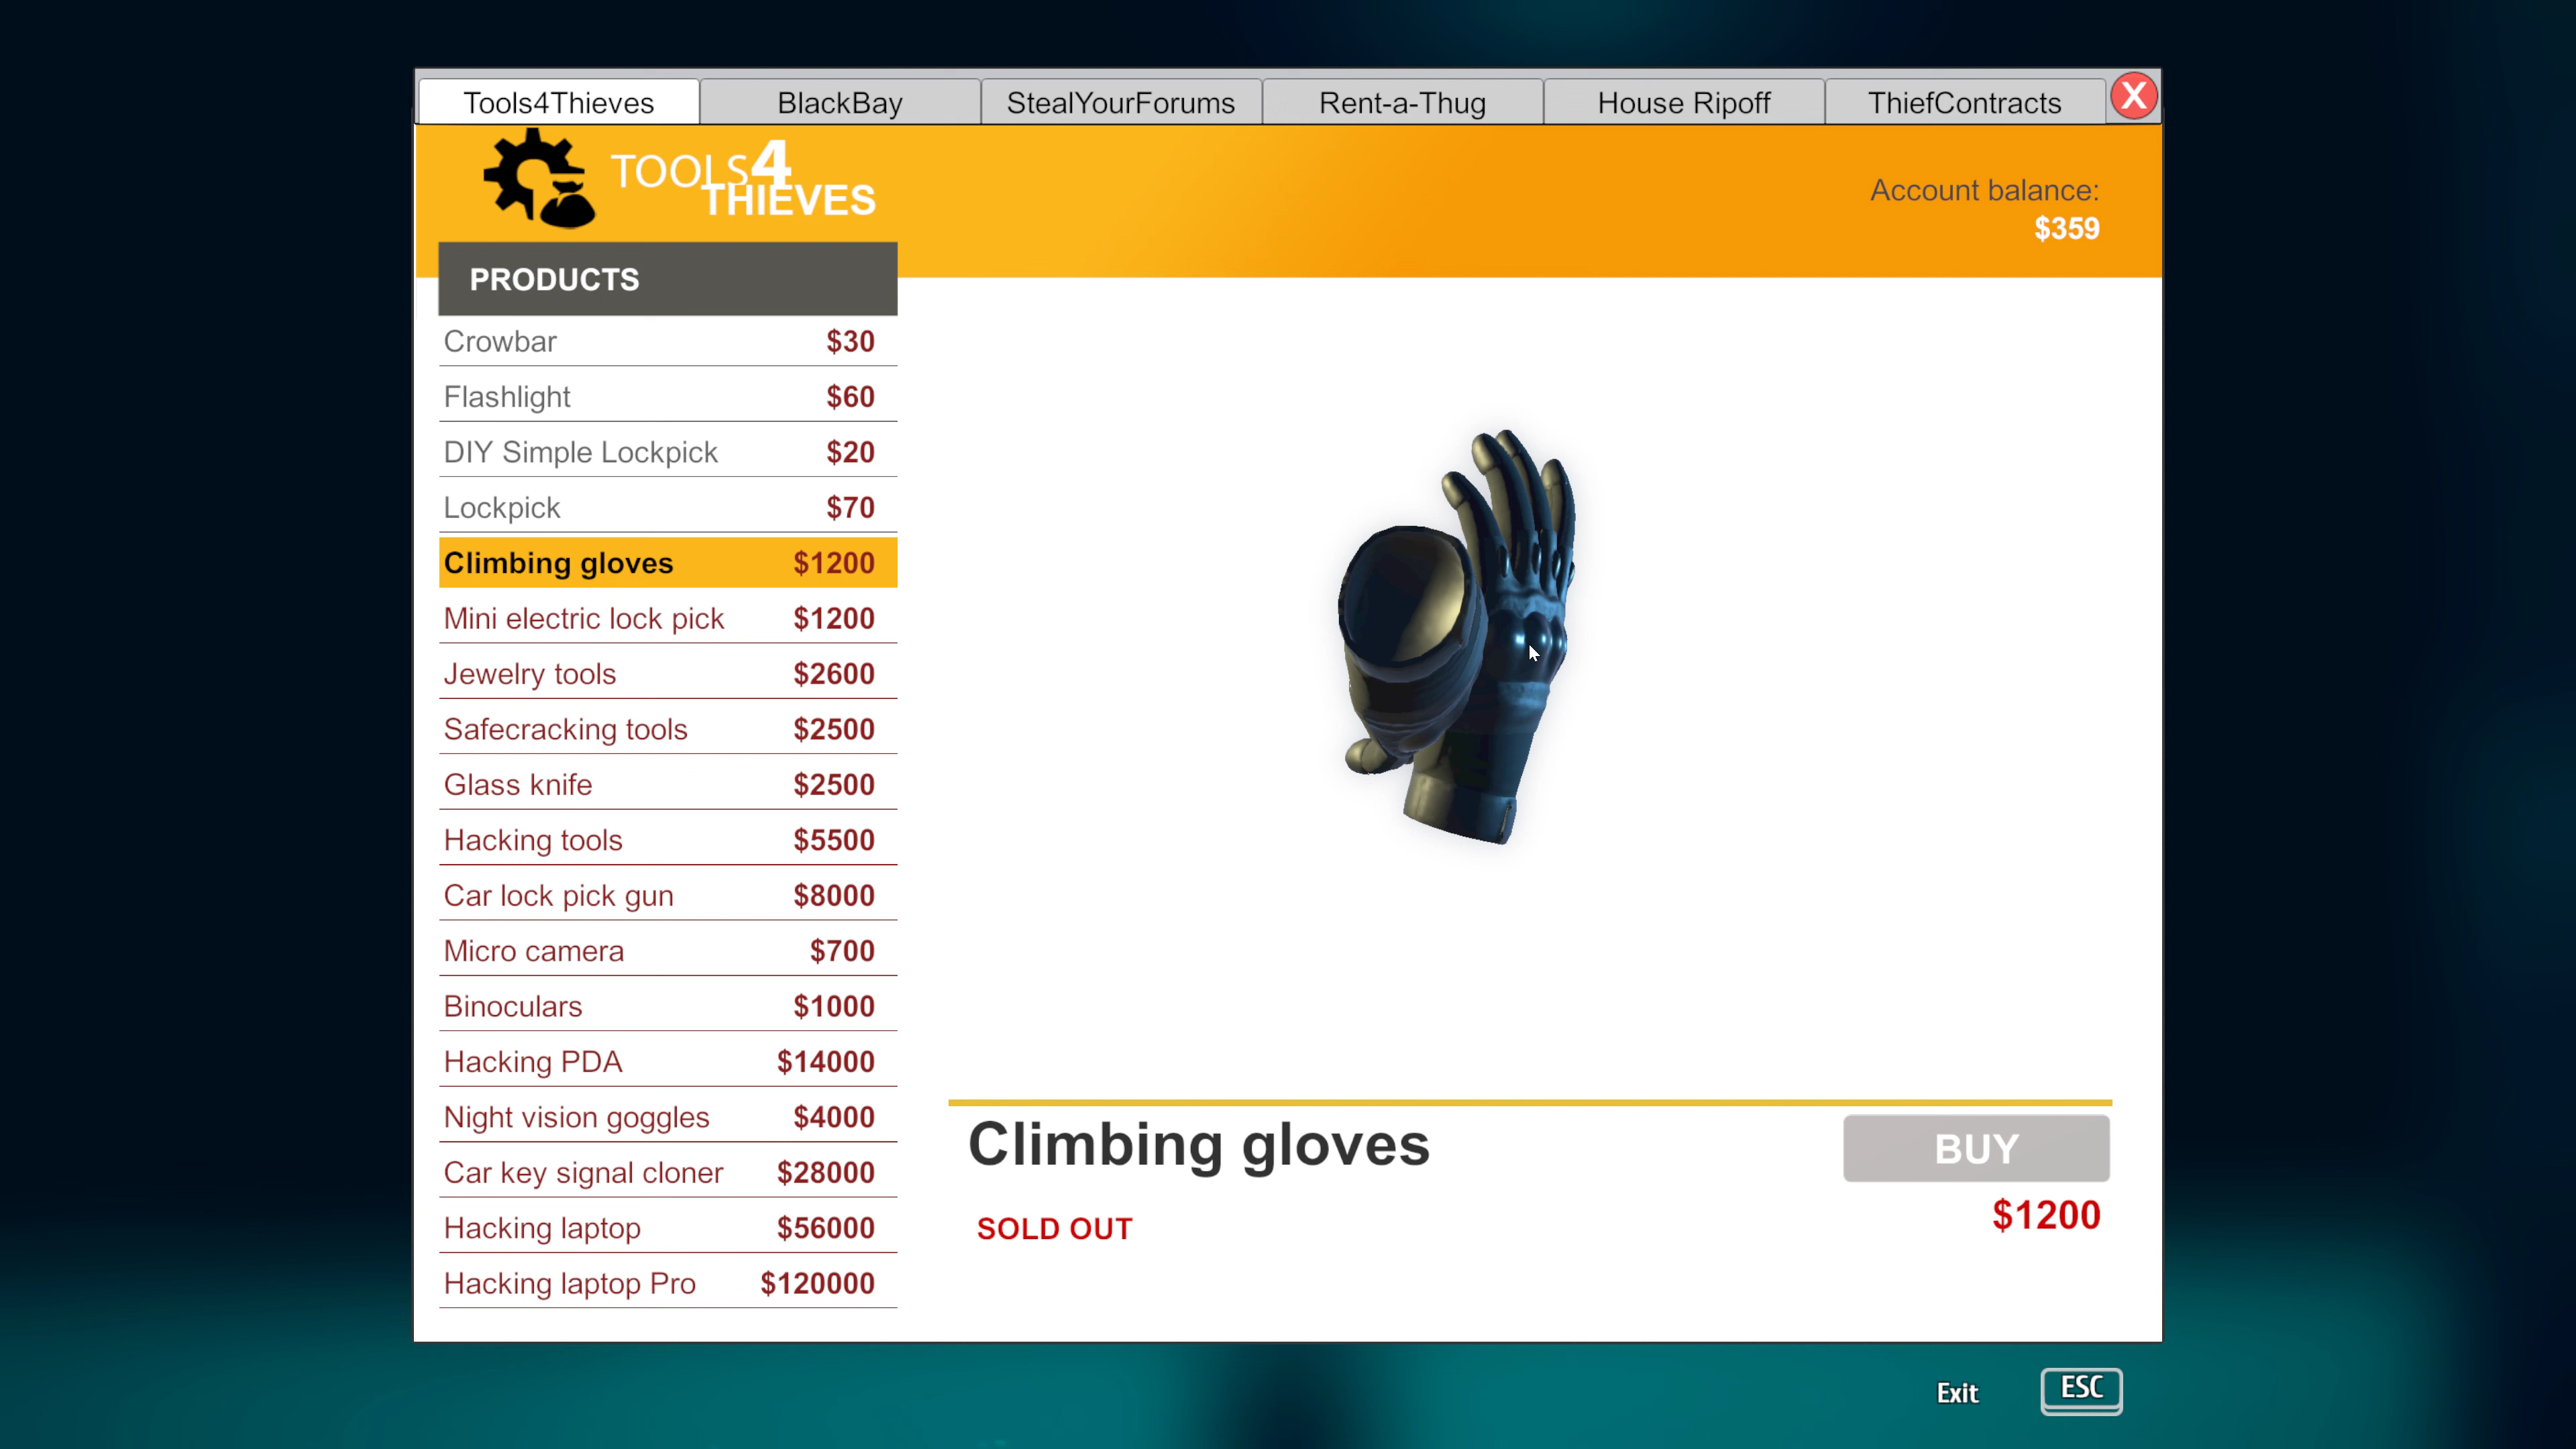 Tools4Thieves BlackBay StealYourForums Rent-a-Thug House Ripoff ThiefContracts X
TOOLS4
THIEVES
Account balance:
$359
PRODUCTS
Crowbar $30
Flashlight $60
DIY Simple Lockpick $20
Lockpick $70
Climbing gloves $1200
Mini electric lock pick $1200
Jewelry tools $2600
Safecracking tools $2500
Glass knife $2500
Hacking tools $5500
Car lock pick gun $8000
Micro camera $700
Binoculars $1000
Hacking PDA $14000
Night vision goggles $4000
Car key signal cloner $28000
Hacking laptop $56000
Hacking laptop Pro $120000
Climbing gloves
BUY
$1200
SOLD OUT
Exit ESC